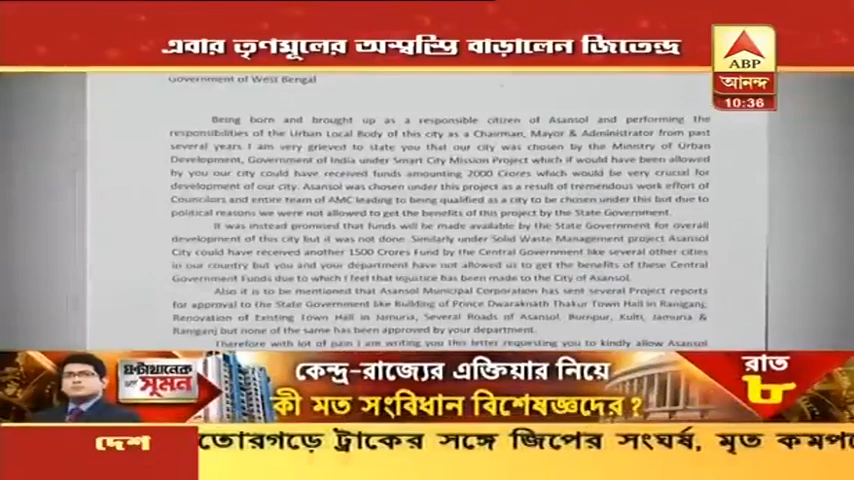 এবার তৃণমূলের অস্বস্তি বাড়ালেন জিতেন্দ্র
ABP
আনন্দ
10:36
Government of West Bengal
Being born and brought up as a responsible citizen of Asansol and performing the
responsibilities of the Urban Local Body of this city as a Chairman, Mayor & Administrator from past
several years I am very grieved to state you that our city was chosen by the Ministry of Urban
Development, Government of India under Smart City Mission Project which if would have been allowed
by you our city could have received funds amounting 2000 Crores which would be very crucial for
development of our city. Asansol was chosen under this project as a result of tremendous work effort of
Councilors and entire team of AMC leading to being qualified as a city to be chosen under this but due to
political reasons we were not allowed to get the benefits of this project by the State Government.
It was instead promised that funds will be made available by the State Government for overall
development of this city but it was not done. Similarly under Solid Waste Management project Asansol
City could have received another 1500 Crores Fund by the Central Government like several other cities
in our country but you and your department have not allowed us to get the benefits of these Central
Government Funds due to which I feel that injustice has been made to the City of Asansol.
Also it is to be mentioned that Asansol Municipal Corporation has sent several Project reports
for approval to the State Government like Building of Prince Dwaraknath Thakur Town Hall in Raniganj,
Renovation of Existing Town Hall in Jamuria, Several Roads of Asansol, Burnpur, Kulti, Jamuria &
Raniganj but none of the same has been approved by your department.
Therefore with lot of pain I am writing you this letter requesting you to kindly allow Asansol
ঘণ্টাখানেক
সুমন
কেন্দ্র-রাজ্যের এক্তিয়ার নিয়ে
কী মত সংবিধান বিশেষজ্ঞদের?
রাত
৮
দেশ
তোরগড়ে ট্রাকের সঙ্গে জিপের সংঘর্ষ, মৃত কমপ